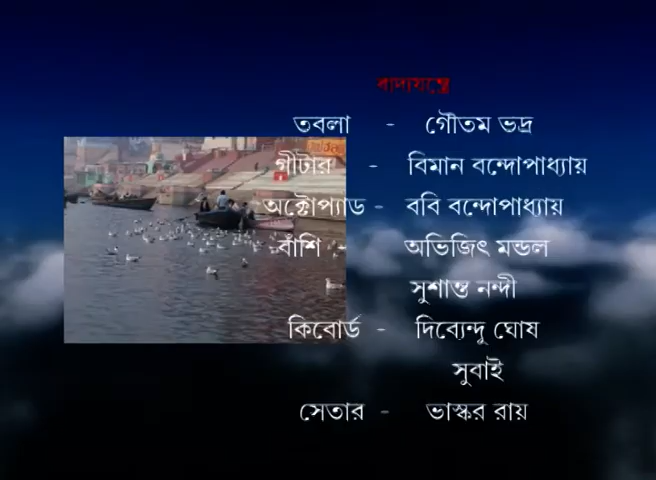 বাদ্যযন্ত্রে
তবলা - গৌতম ভদ্র
গীটার - বিমান বন্দোপাধ্যায়
অক্টোপ্যাড - ববি বন্দোপাধ্যায়
বাঁশি - অভিজিৎ মন্ডল
সুশান্ত নন্দী
কিবোর্ড - দিব্যেন্দু ঘোষ
সুবাই
সেতার - ভাস্কর রায়